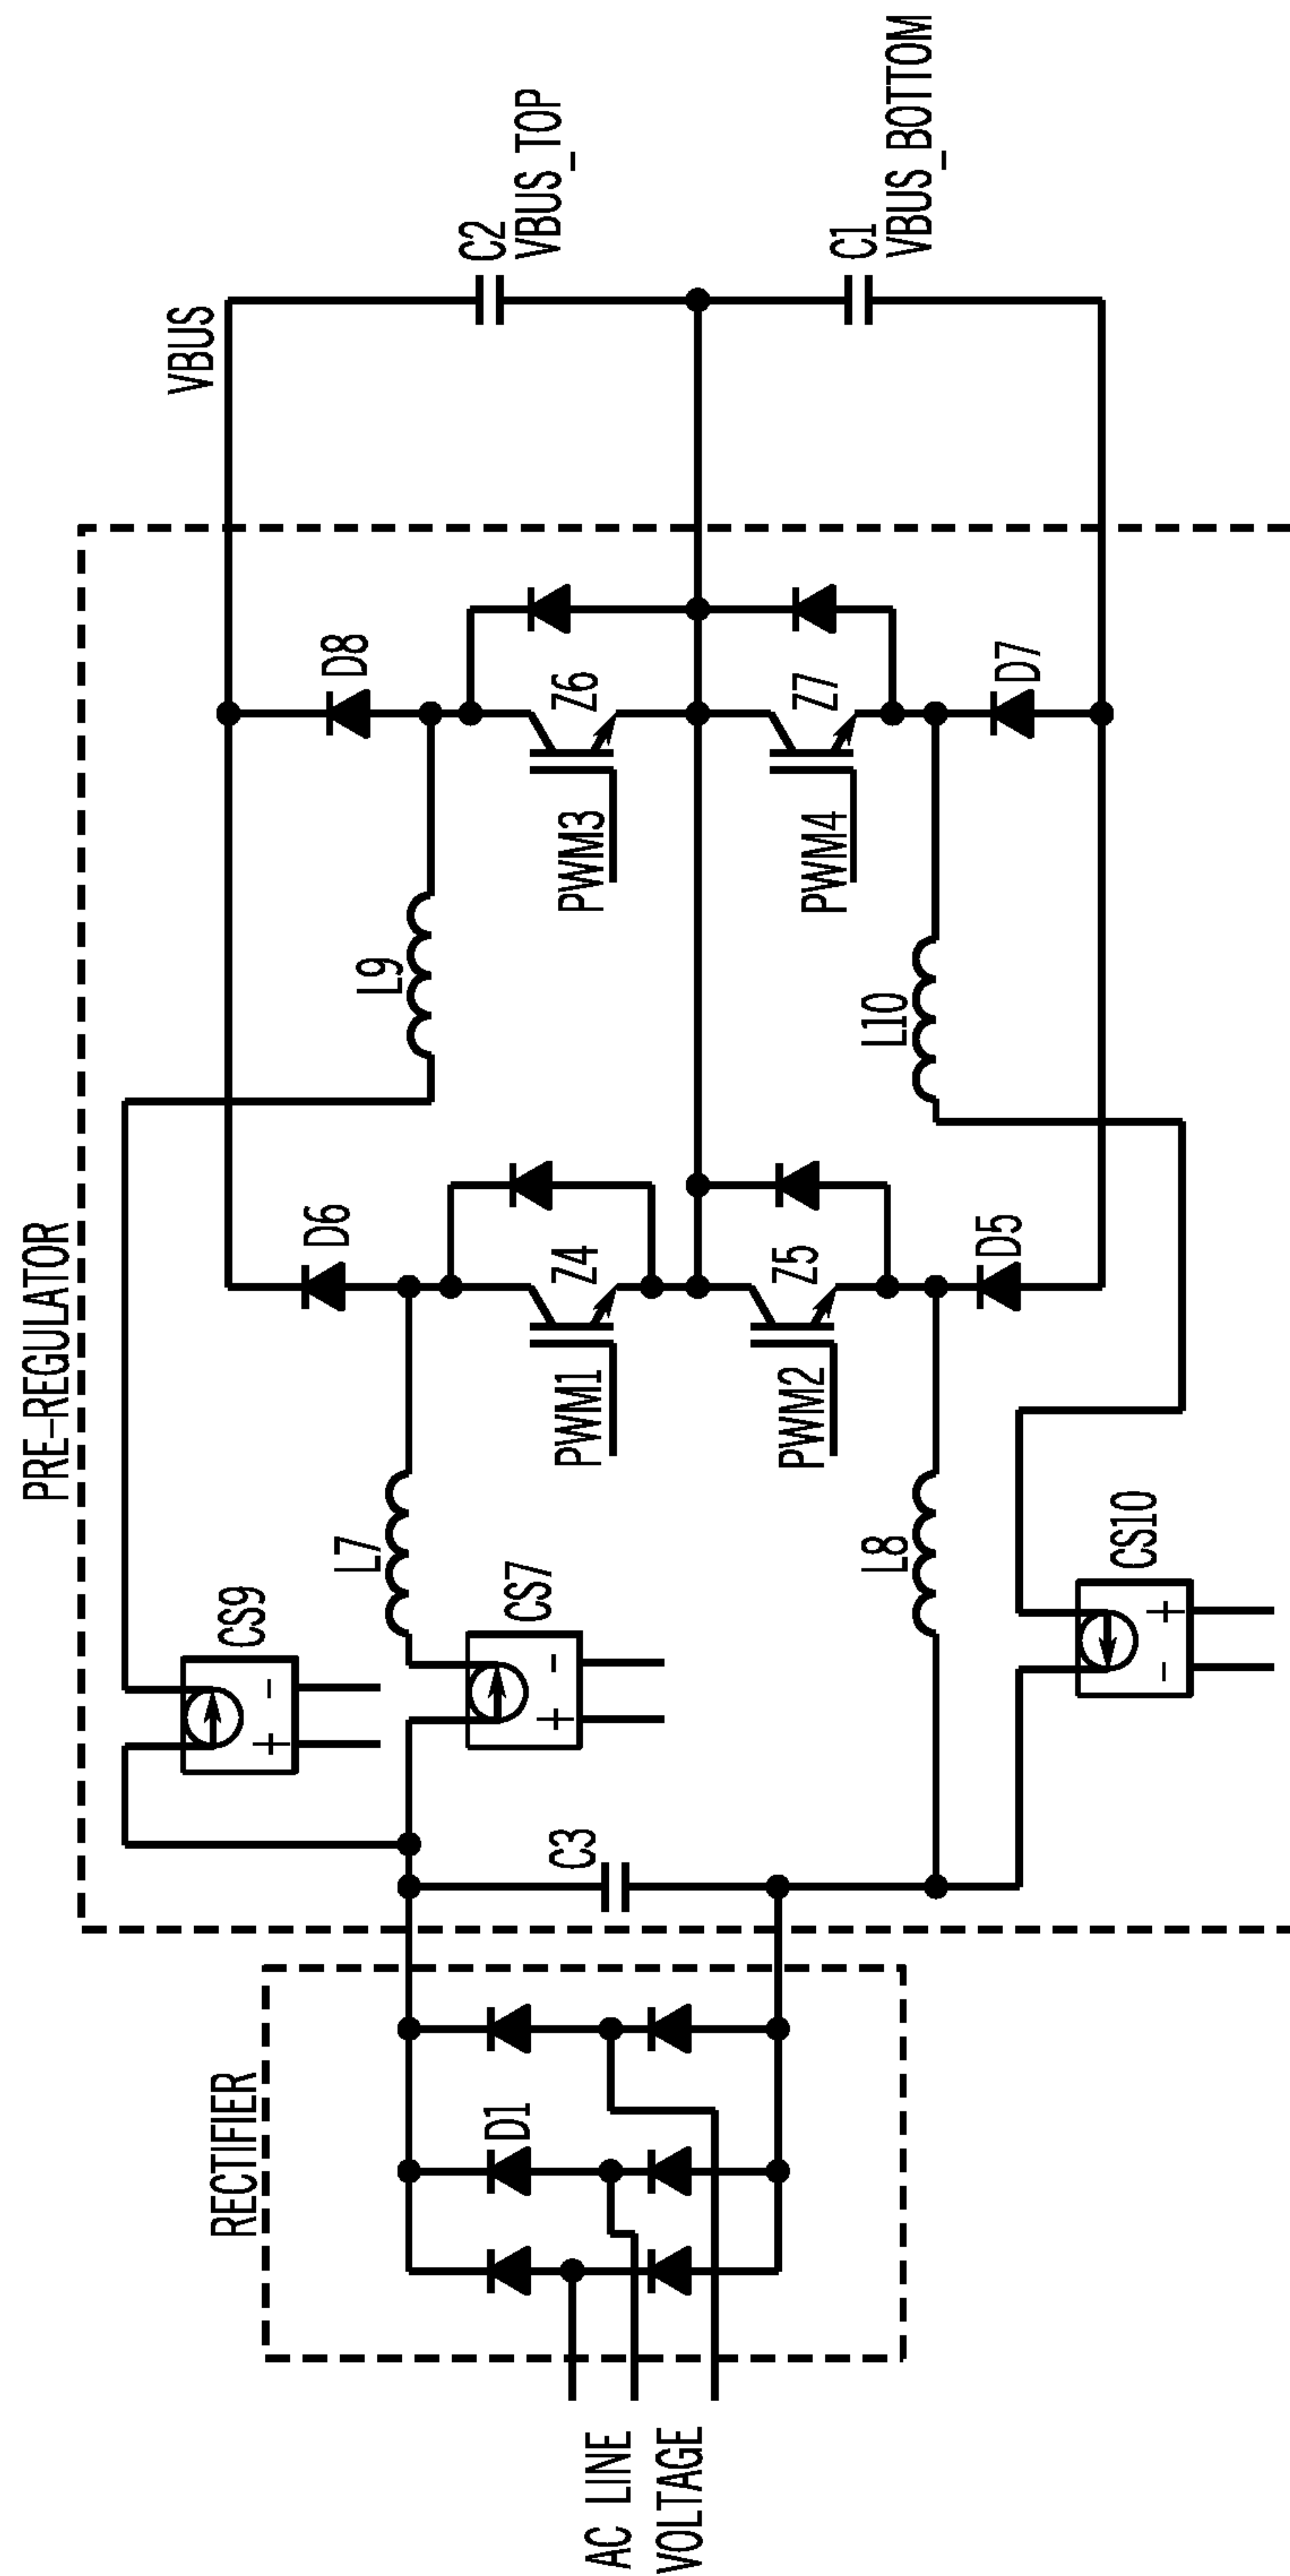 PRE-REGULATOR
RECTIFIER
AC LINE
VOLTAGE
D1
C3
CS9
+ -
CS7
+ -
CS10
- +
L7
L8
L9
L10
D6
D5
D8
D7
Z4
Z5
Z6
Z7
PWM1
PWM2
PWM3
PWM4
VBUS
C2
VBUS_TOP
C1
VBUS_BOTTOM